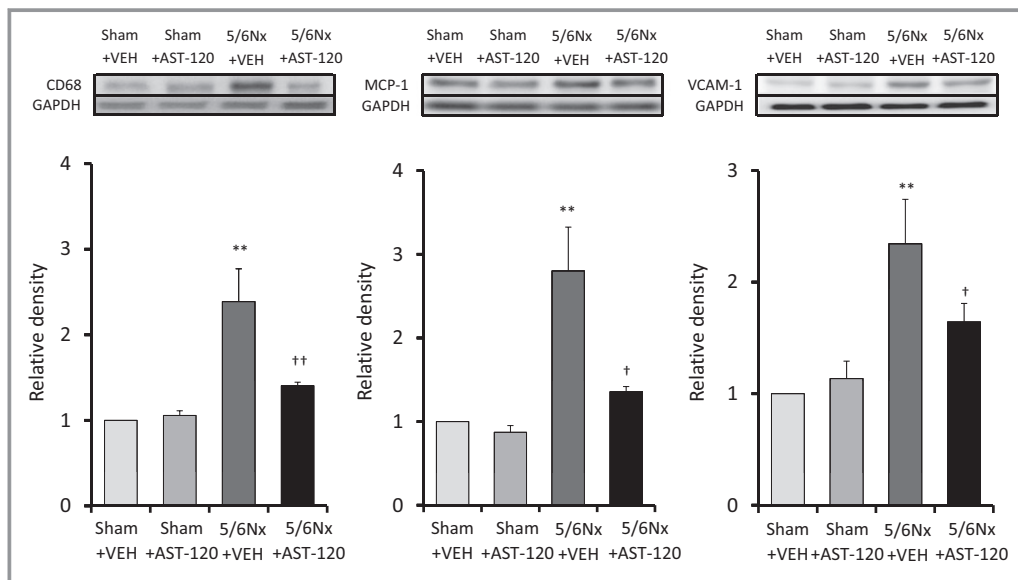 Sham Sham 5/6Nx 5/6Nx
+VEH +AST-120 +VEH +AST-120
CD68
GAPDH
Relative density
4
3
2
1
0
**
††
Sham Sham 5/6Nx 5/6Nx
+VEH +AST-120 +VEH +AST-120
Sham Sham 5/6Nx 5/6Nx
+VEH +AST-120 +VEH +AST-120
MCP-1
GAPDH
Relative density
4
3
2
1
0
**
†
Sham Sham 5/6Nx 5/6Nx
+VEH +AST-120 +VEH +AST-120
Sham Sham 5/6Nx 5/6Nx
+VEH +AST-120 +VEH +AST-120
VCAM-1
GAPDH
Relative density
3
2
1
0
**
†
Sham Sham 5/6Nx 5/6Nx
+VEH +AST-120 +VEH +AST-120